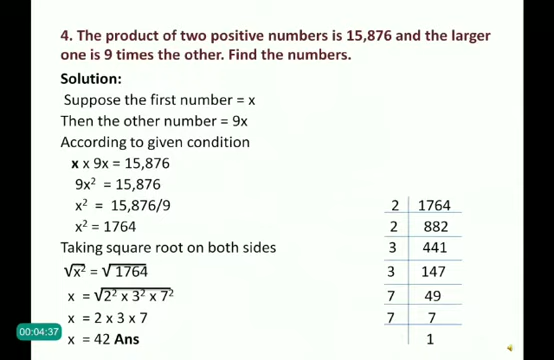 4. The product of two positive numbers is 15,876 and the larger
one is 9 times the other. Find the numbers.
Solution:
Suppose the first number = x
Then the other number = 9x
According to given condition
x x 9x = 15,876
9x² = 15,876
x² = 15,876/9
x² = 1764
Taking square root on both sides
√x² = √1764
x = √2² x 3² x 7²
x = 2 x 3 x 7
x = 42 Ans
2 1764
2 882
3 441
3 147
7 49
7 7
1
00:04:37